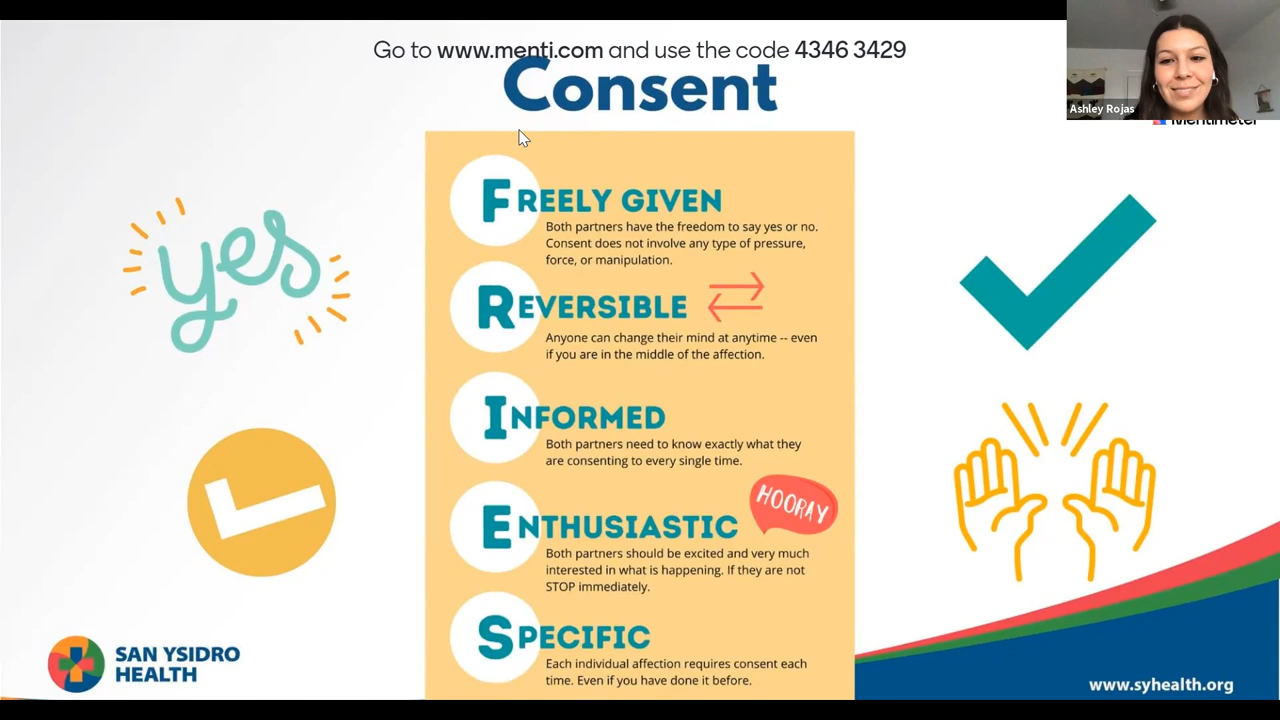 Go to www.menti.com and use the code 4346 3429
Consent
Ashley Rojas
Mentimeter
yes
FREELY GIVEN
Both partners have the freedom to say yes or no.
Consent does not involve any type of pressure,
force, or manipulation.
REVERSIBLE
Anyone can change their mind at anytime -- even
if you are in the middle of the affection.
INFORMED
Both partners need to know exactly what they
are consenting to every single time.
ENTHUSIASTIC
HOORAY
Both partners should be excited and very much
interested in what is happening. If they are not
STOP immediately.
SPECIFIC
Each individual affection requires consent each
time. Even if you have done it before.
SAN YSIDRO
HEALTH
www.syhealth.org